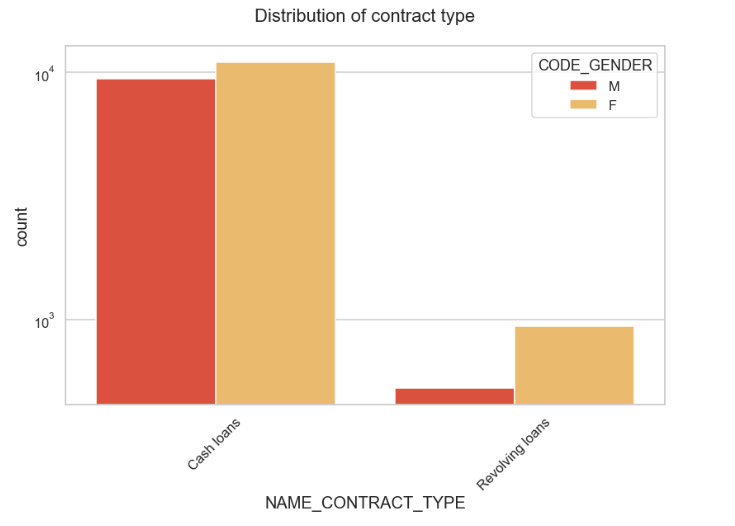 Distribution of contract type
CODE_GENDER
M
F
10^4
10^3
count
Cash loans
Revolving loans
NAME_CONTRACT_TYPE